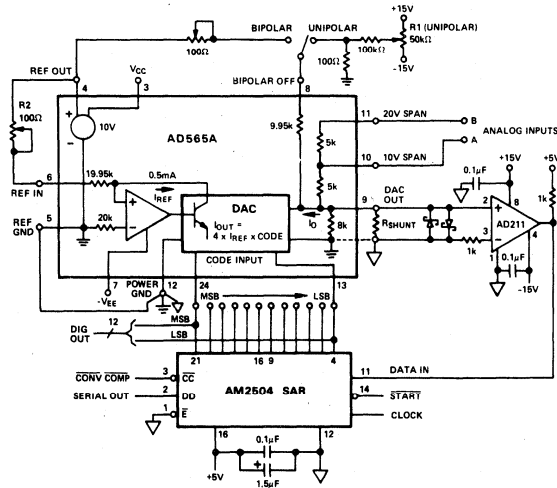 +15V
BIPOLAR
UNIPOLAR
R1 (UNIPOLAR)
50kΩ
100Ω
100kΩ
100Ω
-15V
REF OUT
4
VCC
3
BIPOLAR OFF
8
R2
100Ω
10V
AD565A
9.95k
11
20V SPAN
B
5k
ANALOG INPUTS
A
10
10V SPAN
5k
6
REF IN
19.95k
0.5mA
IREF
DAC
IOUT =
4 x IREF x CODE
CODE INPUT
IO
8k
9
DAC
OUT
RSHUNT
0.1µF
+15V
+5V
1k
8
2
AD211
3
1k
1
4
0.1µF
-15V
5
REF
GND
20k
7
-VEE
POWER
GND
12
24
13
MSB
LSB
DIG
OUT
12
MSB
LSB
21
16
9
4
CONV COMP
3
CC
SERIAL OUT
2
DD
1
E
AM2504 SAR
11
DATA IN
14
START
CLOCK
16
12
0.1µF
+5V
+
1.5µF